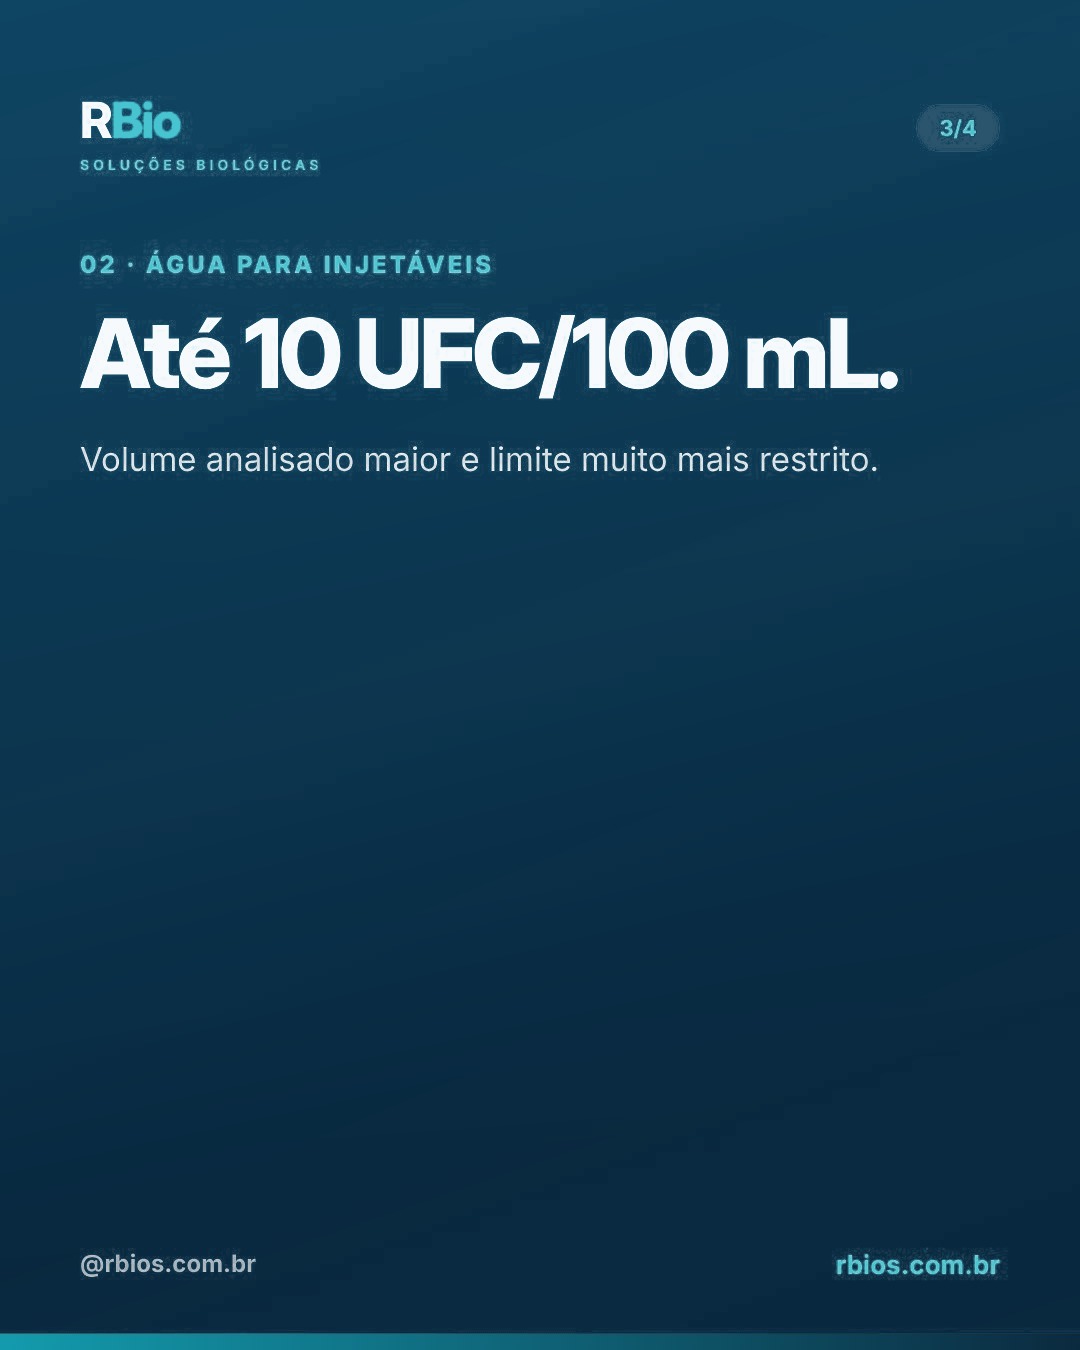 RBio
SOLUÇÕES BIOLÓGICAS
3/4
02 · ÁGUA PARA INJETÁVEIS
Até 10 UFC/100 mL.
Volume analisado maior e limite muito mais restrito.
@rbios.com.br
rbios.com.br